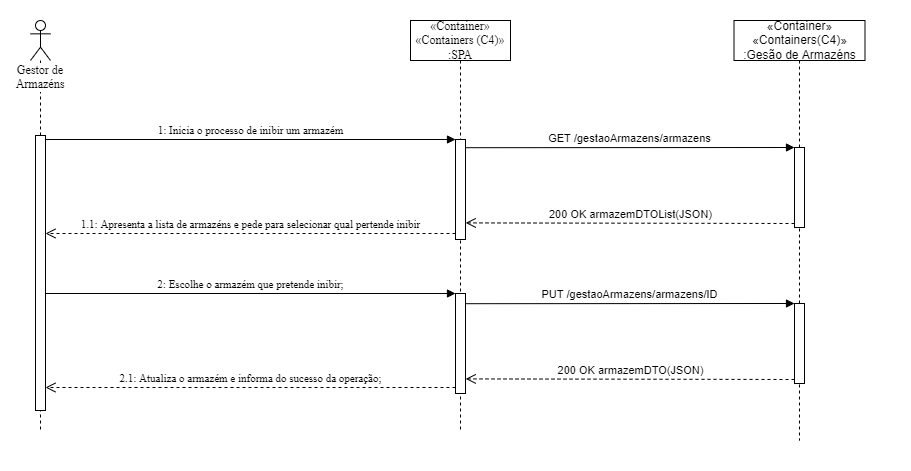 «Container»
«Containers (C4)»
:SPA
«Container»
«Containers(C4)»
:Gesão de Armazéns
Gestor de
Armazéns
1: Inicia o processo de inibir um armazém
GET /gestaoArmazens/armazens
200 OK armazemDTOList(JSON)
1.1: Apresenta a lista de armazéns e pede para selecionar qual pertende inibir
2: Escolhe o armazém que pretende inibir;
PUT /gestaoArmazens/armazens/ID
200 OK armazemDTO(JSON)
2.1: Atualiza o armazém e informa do sucesso da operação;